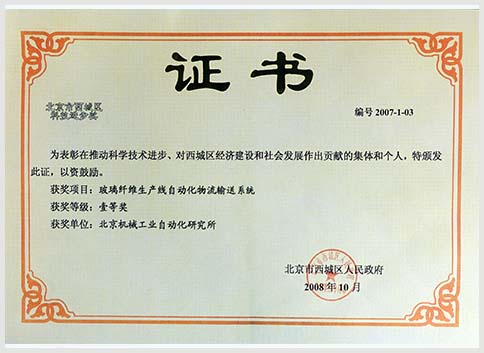 证书
北京市西城区
科技进步奖
编号 2007-1-03
为表彰在推动科学技术进步、对西城区经济建设和社会发展作出贡献的集体和个人，特颁发
此证，以资鼓励。
获奖项目：玻璃纤维生产线自动化物流输送系统
获奖等级：壹等奖
获奖单位：北京机械工业自动化研究所
北京市西城区人民政府
2008 年 10 月